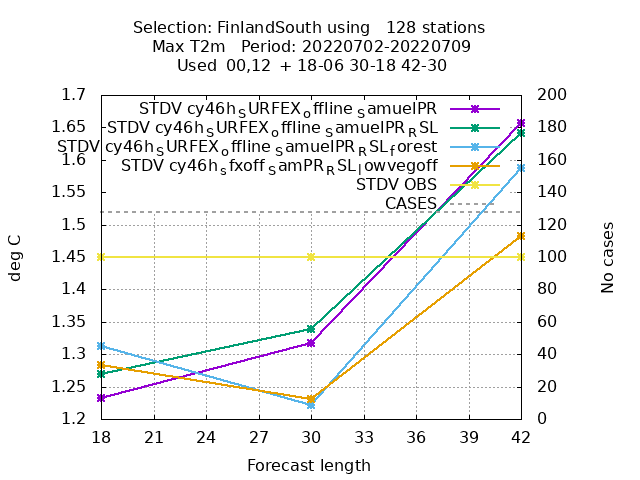 Selection: FinlandSouth using   128 stations
Max T2m   Period: 20220702-20220709
Used  00,12  + 18-06 30-18 42-30
1.7 200
STDV cy46h_SURFEX_offline_SamuelPR
1.65 STDV cy46h_SURFEX_offline_SamuelPR_RSL 180
STDV cy46h_SURFEX_offline_SamuelPR_RSL_forest
1.6 STDV cy46h_sfxoff_SamPR_RSL_lowvegoff 160
STDV OBS
1.55 140
CASES
1.5 120
1.45 100
1.4 80
1.35 60
1.3 40
1.25 20
1.2 0
deg C
No cases
18 21 24 27 30 33 36 39 42
Forecast length